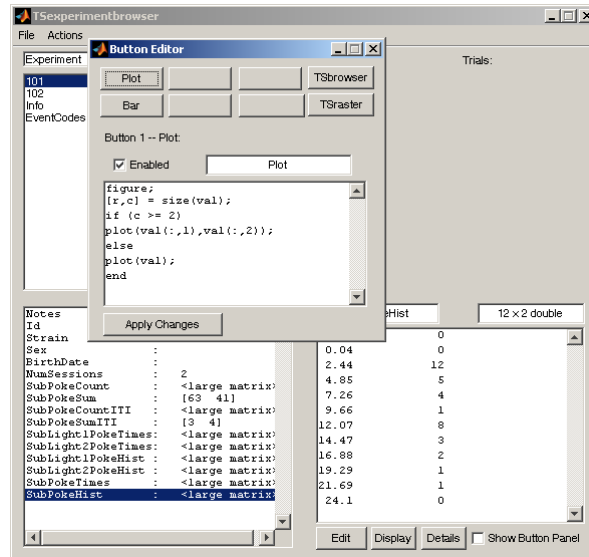 TSexperimentbrowser
File Actions
Experiment
Trials:
101
102
Info
EventCodes
Button Editor
Plot TSbrowser
Bar TSraster
Button 1 -- Plot:
Enabled Plot
figure;
[r,c] = size(val);
if (c >= 2)
plot(val(:,1),val(:,2));
else
plot(val);
end
Apply Changes
Notes
Id
Strain
Sex :
BirthDate :
NumSessions : 2
SubPokeCount : <large matrix>
SubPokeSum : [63 41]
SubPokeCountITI : <large matrix>
SubPokeSumITI : [3 4]
SubLight1PokeTimes: <large matrix>
SubLight2PokeTimes: <large matrix>
SubLight1PokeHist : <large matrix>
SubLight2PokeHist : <large matrix>
SubPokeTimes : <large matrix>
SubPokeHist : <large matrix>
eHist 12 × 2 double
0
0.04 0
2.44 12
4.85 5
7.26 4
9.66 1
12.07 8
14.47 3
16.88 2
19.29 1
21.69 1
24.1 0
Edit Display Details Show Button Panel